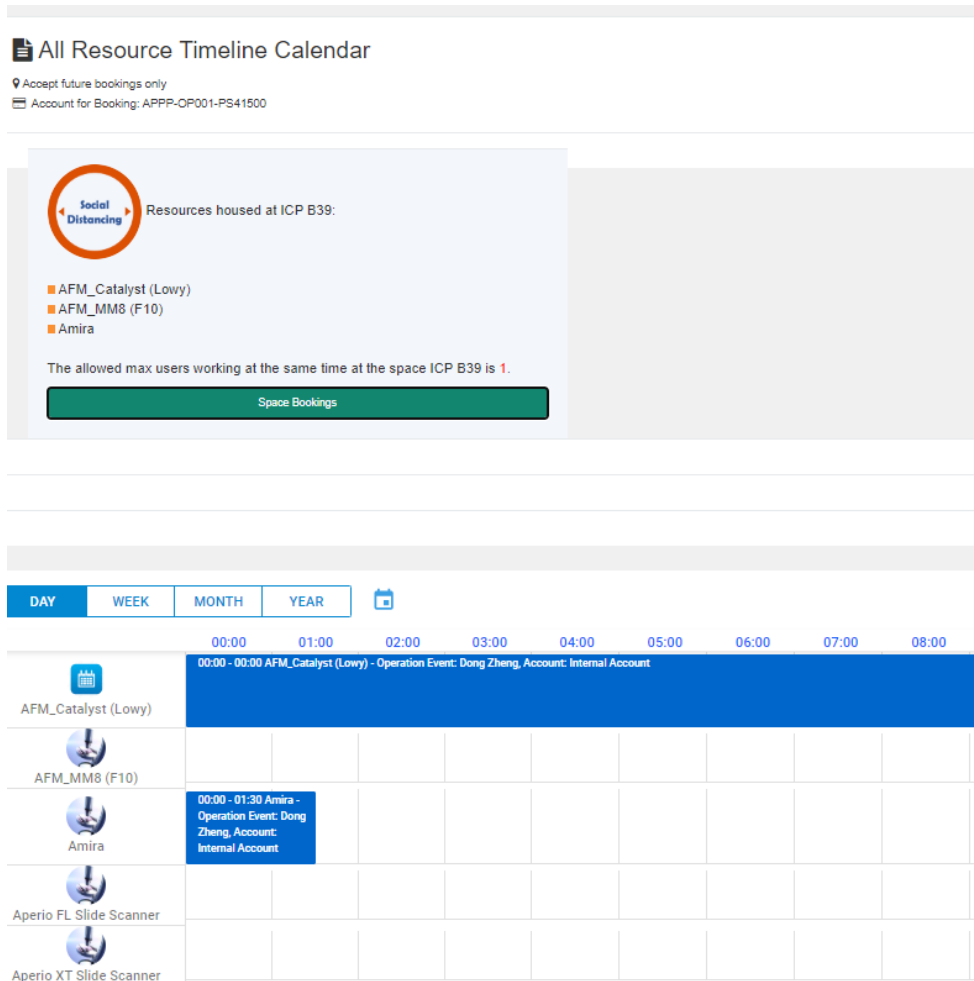 All Resource Timeline Calendar
Accept future bookings only
Account for Booking: APPP-OP001-PS41500
Social
Distancing
Resources housed at ICP B39:
AFM_Catalyst (Lowy)
AFM_MM8 (F10)
Amira
The allowed max users working at the same time at the space ICP B39 is 1.
Space Bookings
DAY WEEK MONTH YEAR
00:00 01:00 02:00 03:00 04:00 05:00 06:00 07:00 08:00
00:00 - 00:00 AFM_Catalyst (Lowy) - Operation Event: Dong Zheng, Account: Internal Account
AFM_Catalyst (Lowy)
AFM_MM8 (F10)
00:00 - 01:30 Amira -
Operation Event: Dong
Zheng, Account:
Internal Account
Amira
Aperio FL Slide Scanner
Aperio XT Slide Scanner